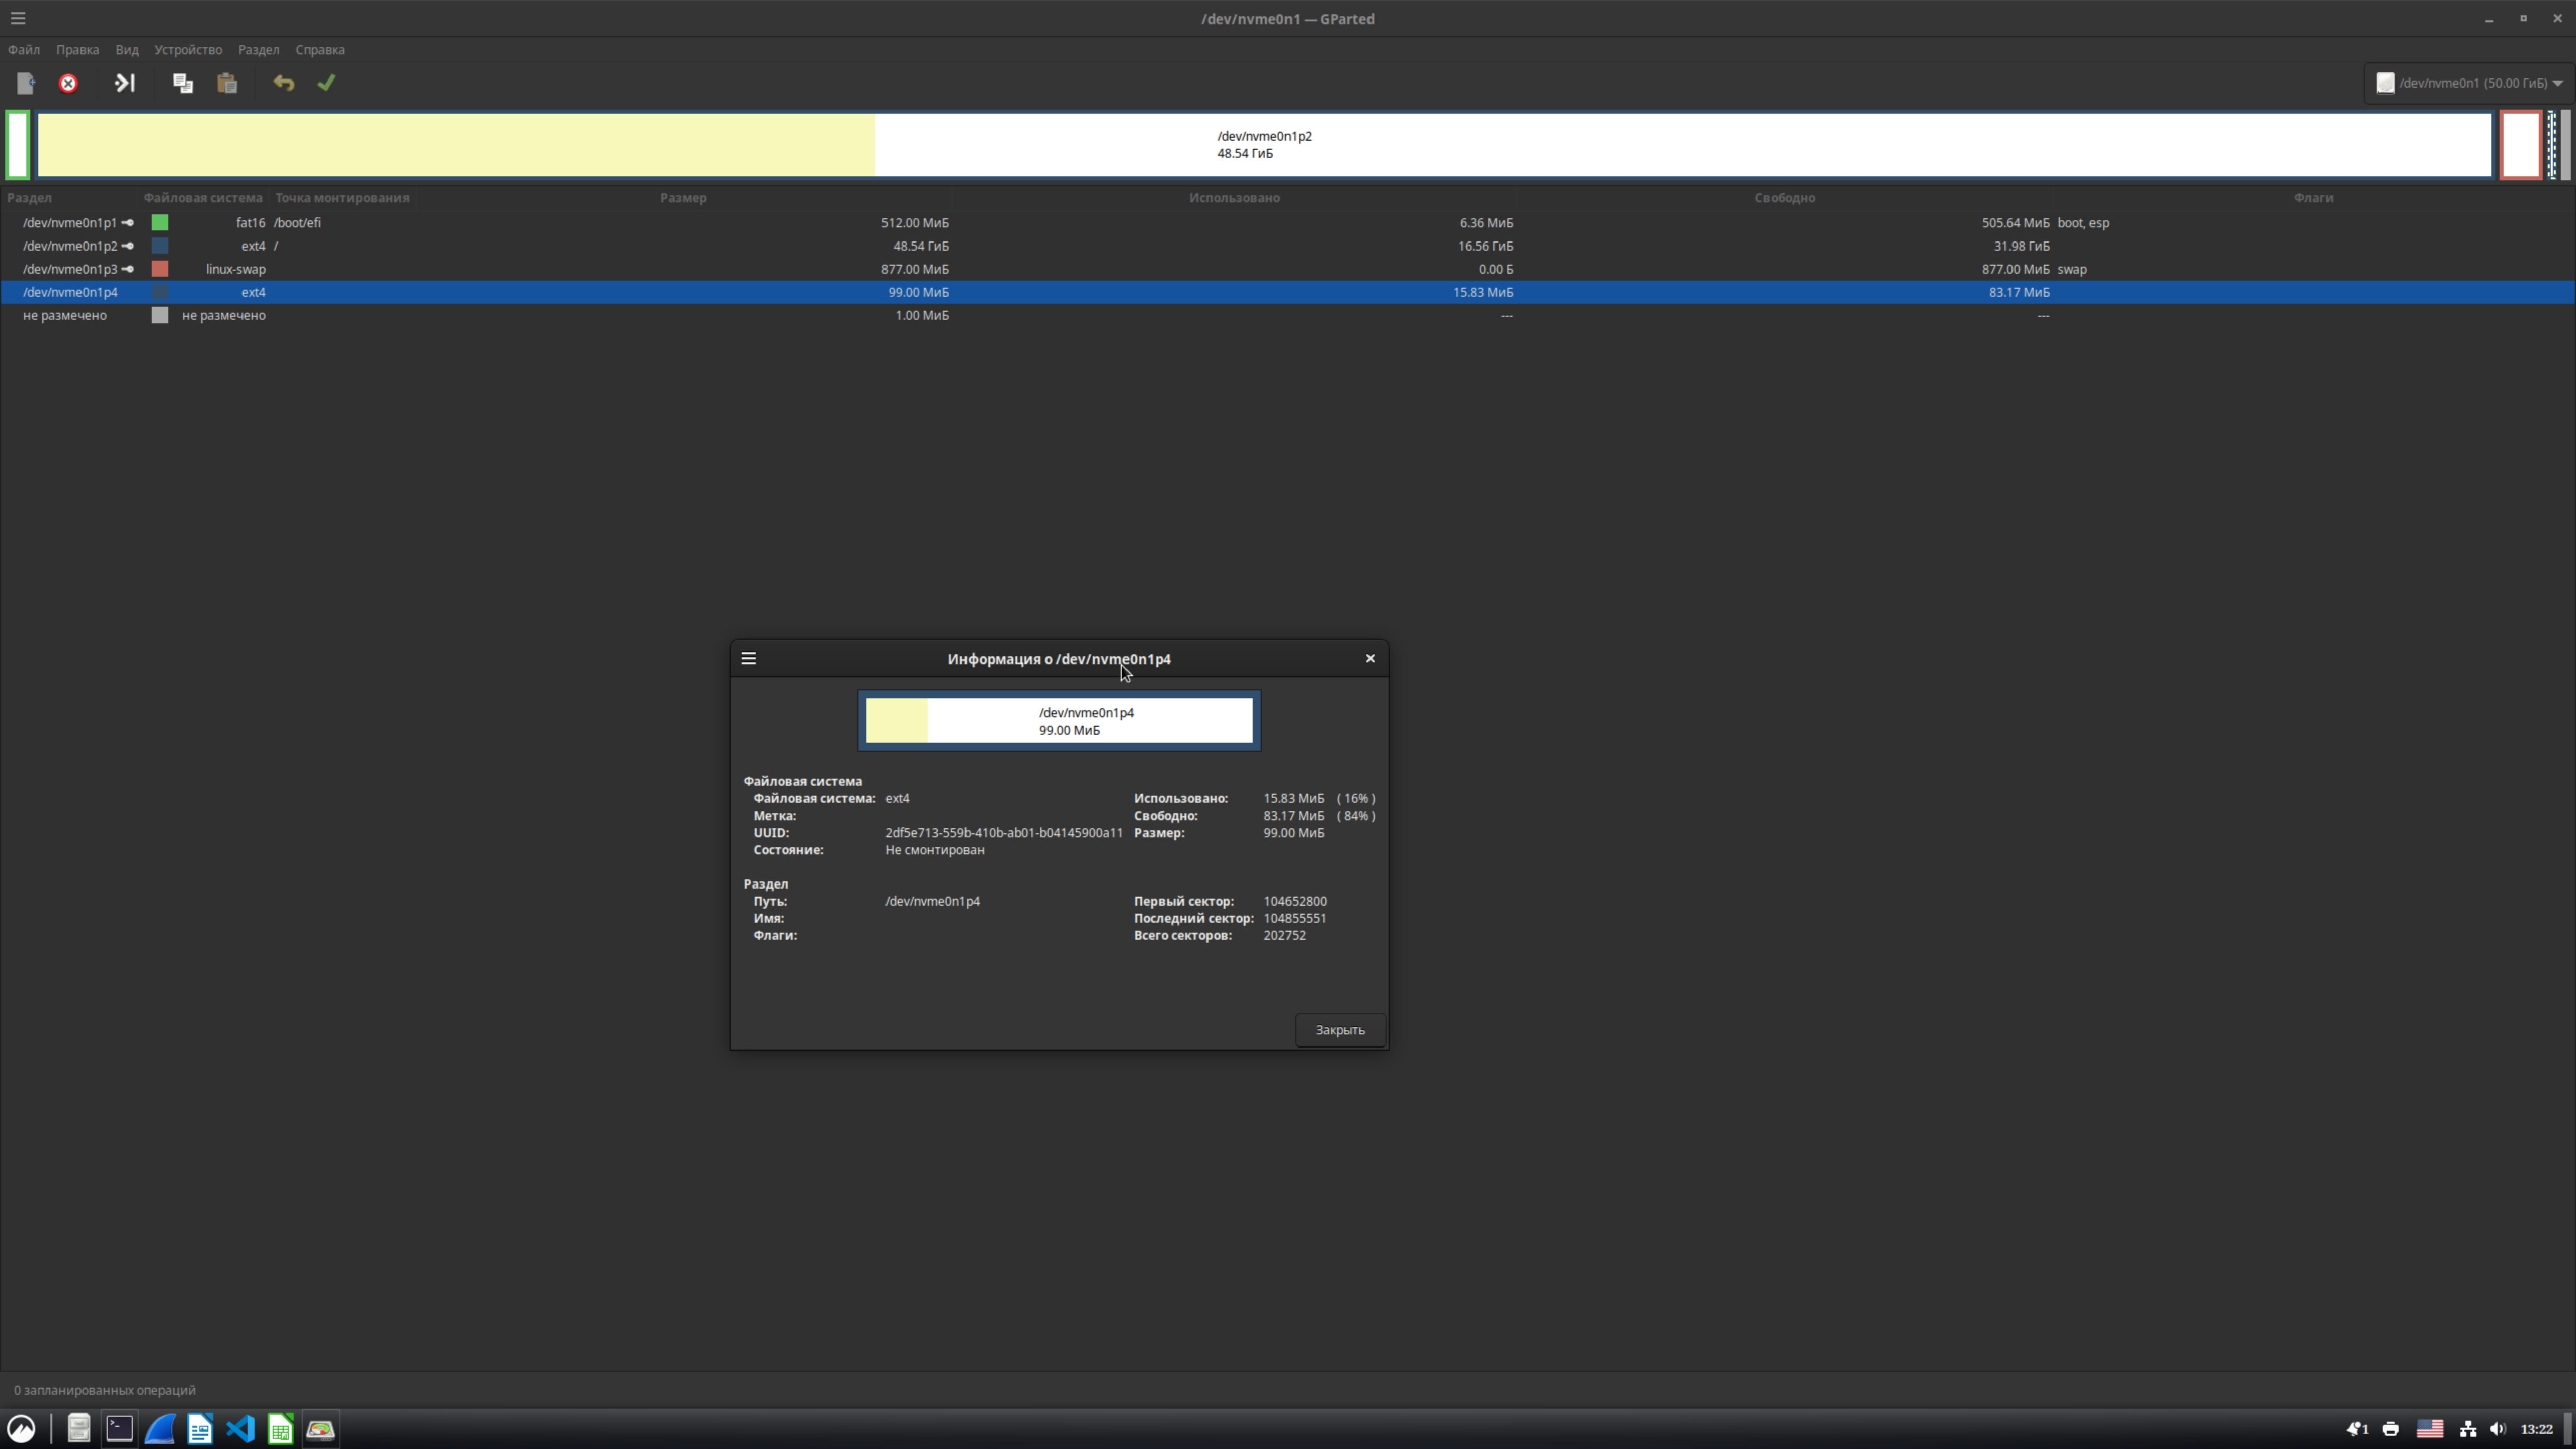 /dev/nvme0n1 — GParted
Файл Правка Вид Устройство Раздел Справка
/dev/nvme0n1 (50.00 ГиБ)
/dev/nvme0n1p2
48.54 ГиБ
Раздел Файловая система Точка монтирования Размер Использовано Свободно Флаги
/dev/nvme0n1p1 fat16 /boot/efi 512.00 МиБ 6.36 МиБ 505.64 МиБ boot, esp
/dev/nvme0n1p2 ext4 / 48.54 ГиБ 16.56 ГиБ 31.98 ГиБ
/dev/nvme0n1p3 linux-swap 877.00 МиБ 0.00 Б 877.00 МиБ swap
/dev/nvme0n1p4 ext4 99.00 МиБ 15.83 МиБ 83.17 МиБ
не размечено не размечено 1.00 МиБ --- ---
Информация о /dev/nvme0n1p4
/dev/nvme0n1p4
99.00 МиБ
Файловая система
Файловая система: ext4 Использовано: 15.83 МиБ ( 16% )
Метка: Свободно: 83.17 МиБ ( 84% )
UUID: 2df5e713-559b-410b-ab01-b04145900a11 Размер: 99.00 МиБ
Состояние: Не смонтирован
Раздел
Путь: /dev/nvme0n1p4 Первый сектор: 104652800
Имя: Последний сектор: 104855551
Флаги: Всего секторов: 202752
Закрыть
0 запланированных операций
1 13:22